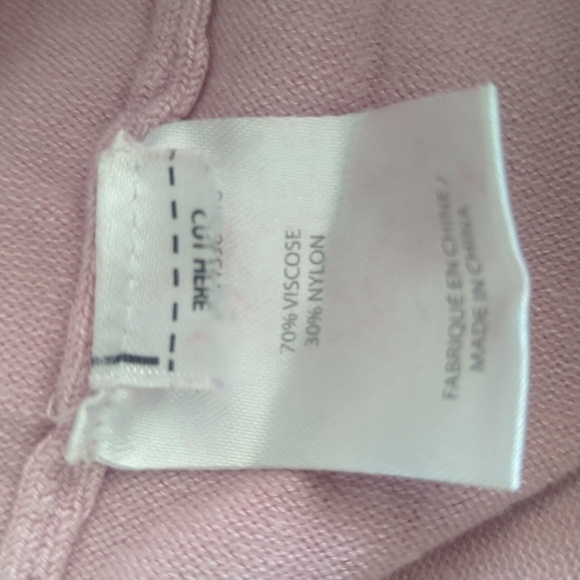 CUT HERE
70% VISCOSE
30% NYLON
FABRIQUÉ EN CHINE /
MADE IN CHINA